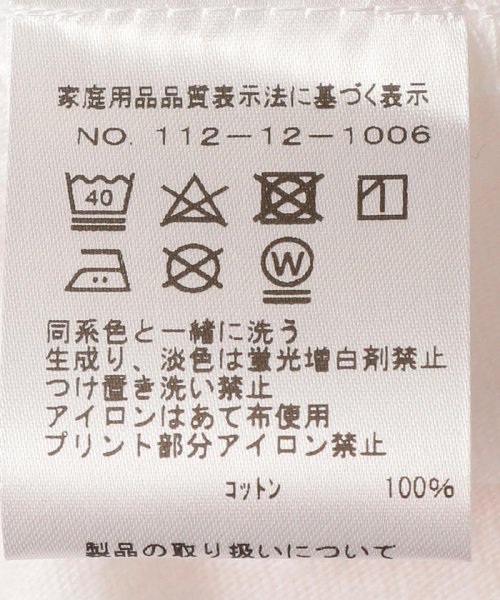 家庭用品品質表示法に基づく表示
NO. 112-12-1006
40
W
同系色と一緒に洗う
生成り、淡色は蛍光増白剤禁止
つけ置き洗い禁止
アイロンはあて布使用
プリント部分アイロン禁止
コットン 100%
製品の取り扱いについて